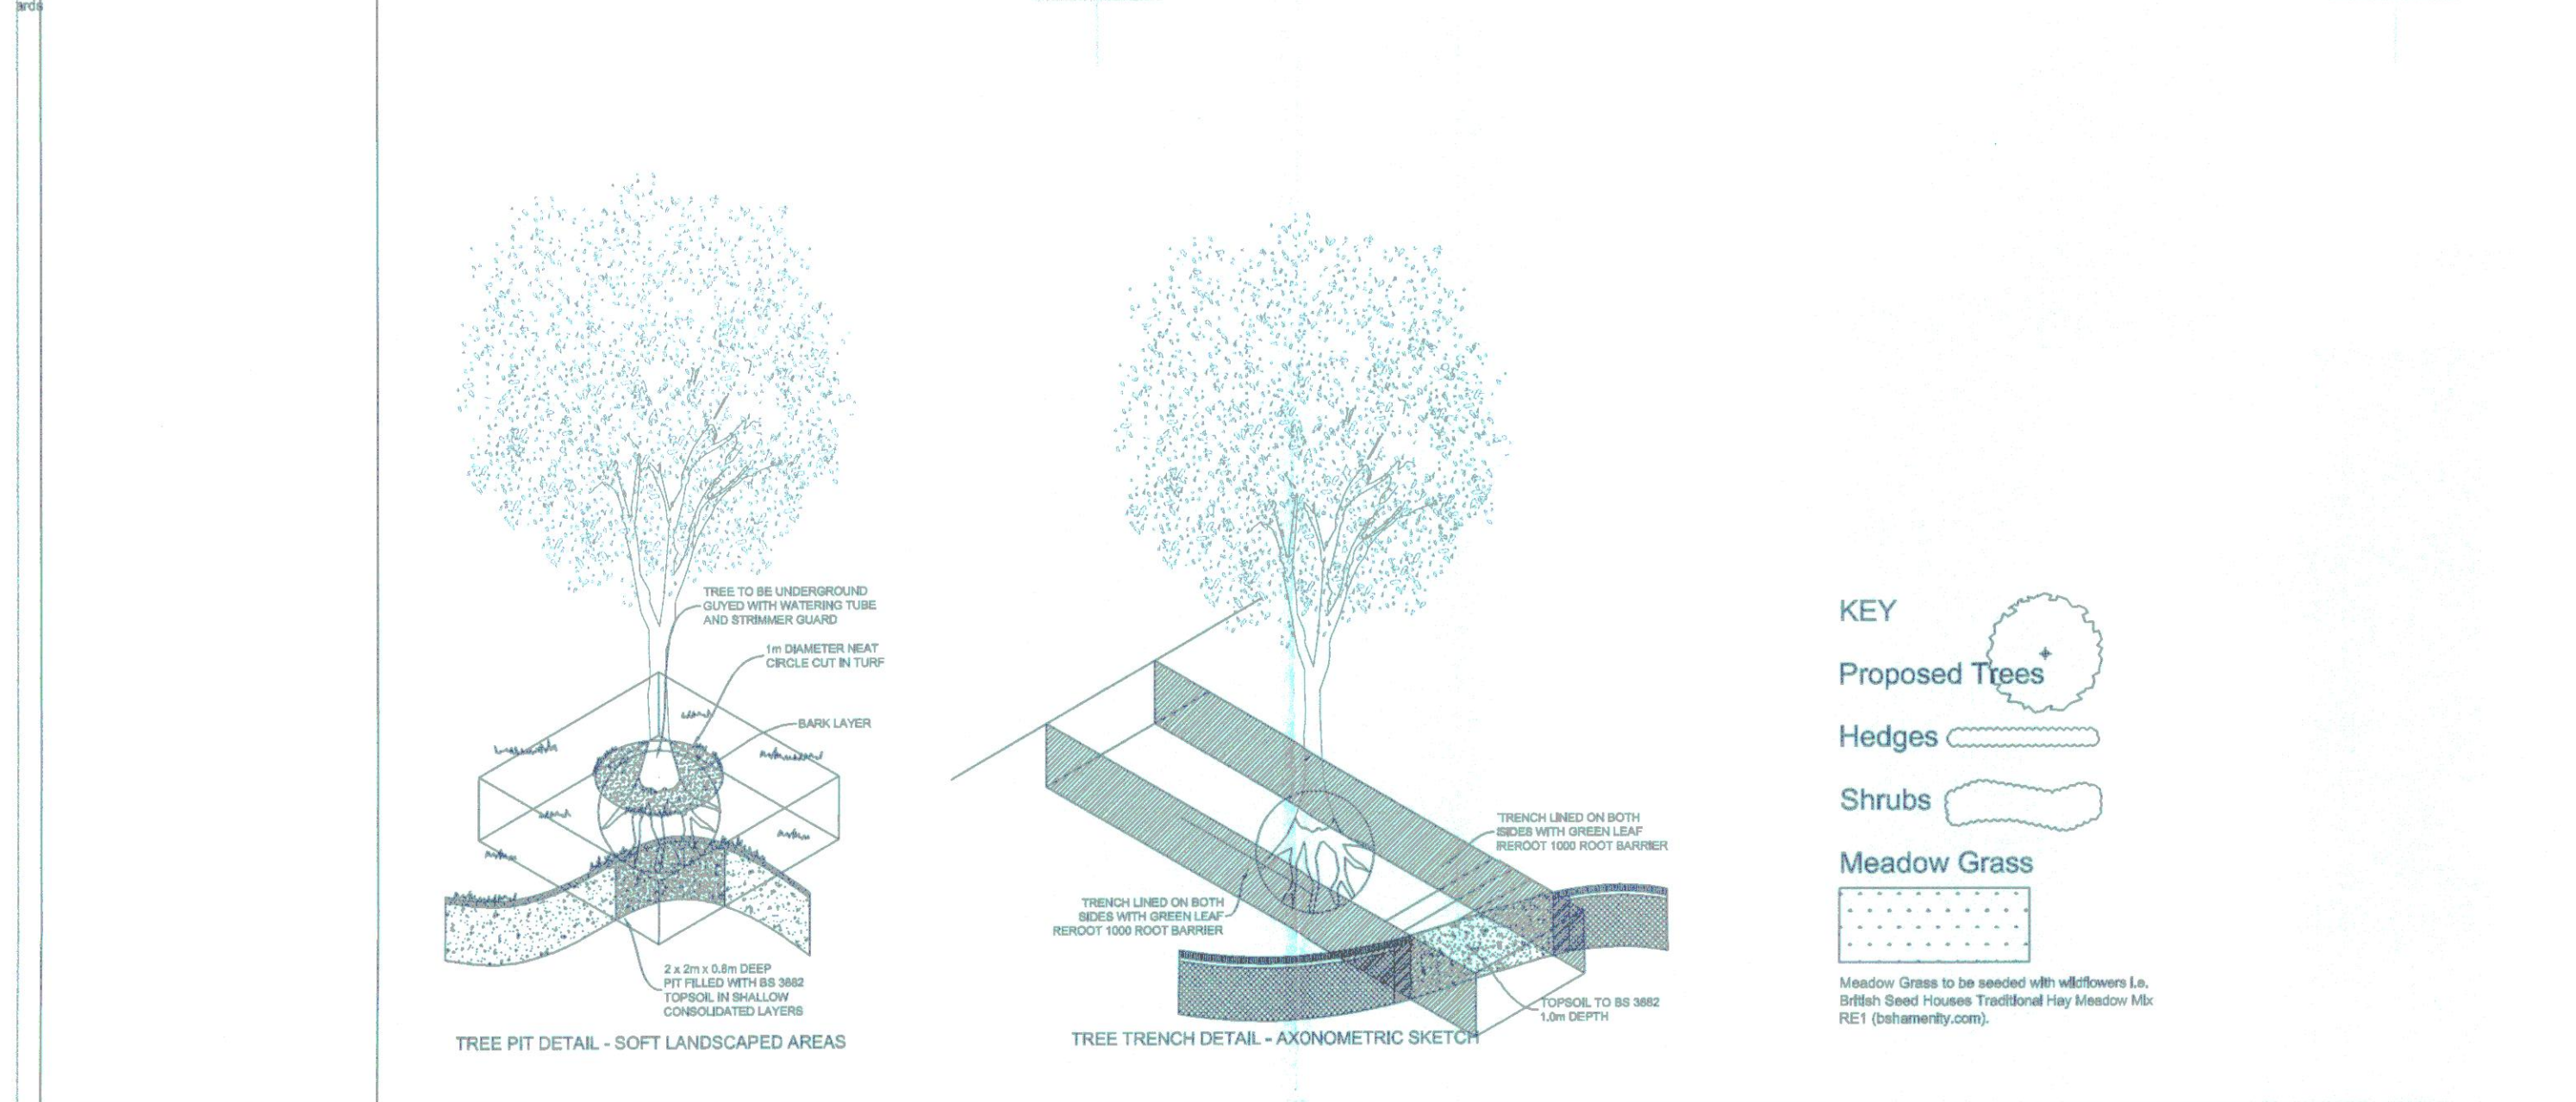 ards
TREE TO BE UNDERGROUND
GUYED WITH WATERING TUBE
AND STRIMMER GUARD
1m DIAMETER NEAT
CIRCLE CUT IN TURF
BARK LAYER
2 x 2m x 0.8m DEEP
PIT FILLED WITH BS 3882
TOPSOIL IN SHALLOW
CONSOLIDATED LAYERS
TREE PIT DETAIL - SOFT LANDSCAPED AREAS
TRENCH LINED ON BOTH
SIDES WITH GREEN LEAF
REROOT 1000 ROOT BARRIER
TRENCH LINED ON BOTH
SIDES WITH GREEN LEAF
REROOT 1000 ROOT BARRIER
TOPSOIL TO BS 3882
1.0m DEPTH
TREE TRENCH DETAIL - AXONOMETRIC SKETCH
KEY
Proposed Trees
Hedges
Shrubs
Meadow Grass
Meadow Grass to be seeded with wildflowers i.e.
British Seed Houses Traditional Hay Meadow Mix
RE1 (bshamenity.com).